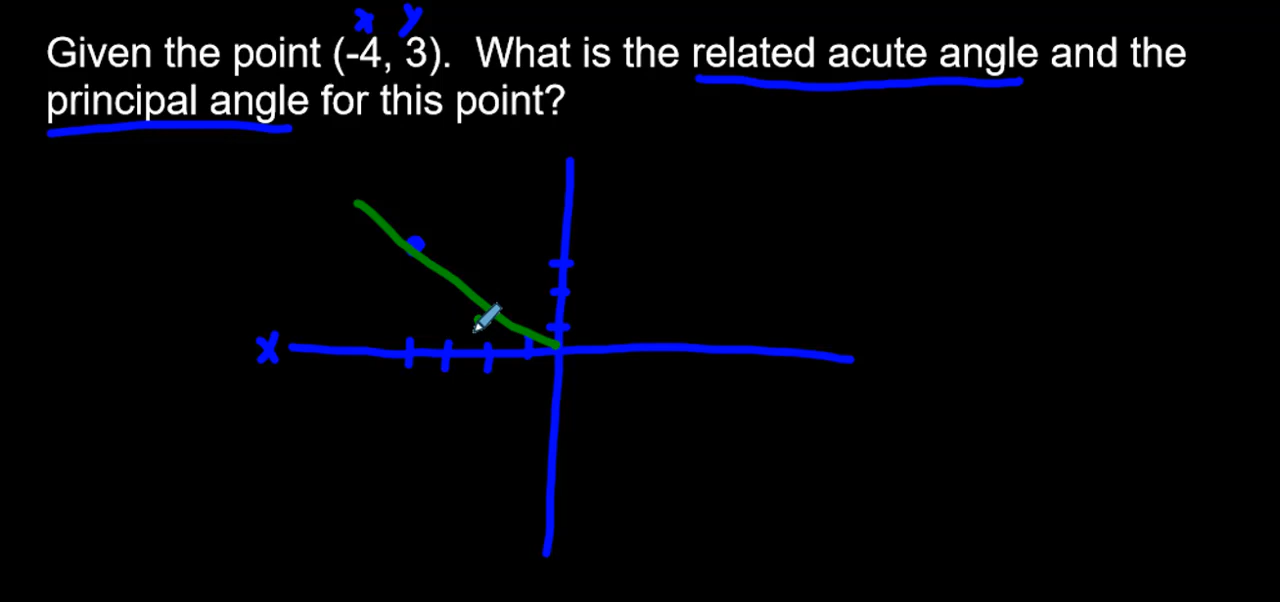 x y
Given the point (-4, 3). What is the related acute angle and the
principal angle for this point?
x